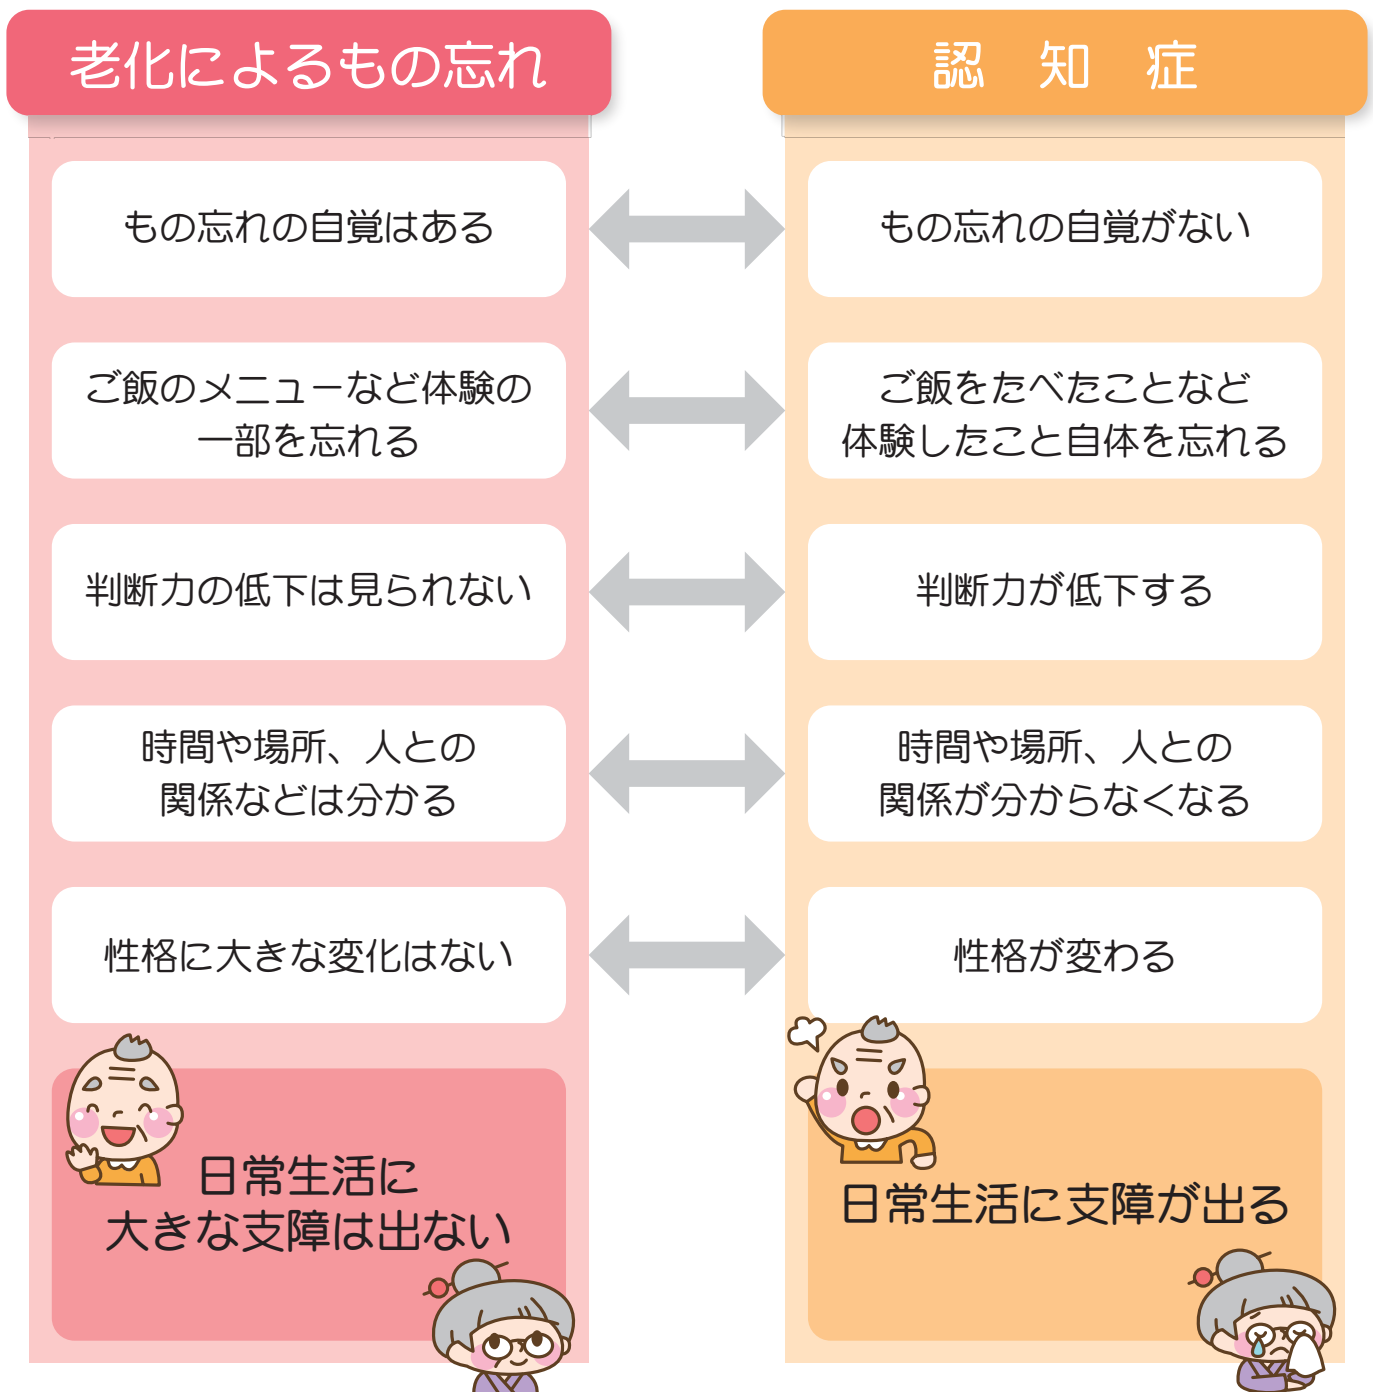 老化によるもの忘れ
認知症
もの忘れの自覚はある
もの忘れの自覚がない
ご飯のメニューなど体験の
一部を忘れる
ご飯をたべたことなど
体験したこと自体を忘れる
判断力の低下は見られない
判断力が低下する
時間や場所、人との
関係などは分かる
時間や場所、人との
関係が分からなくなる
性格に大きな変化はない
性格が変わる
日常生活に
大きな支障は出ない
日常生活に支障が出る